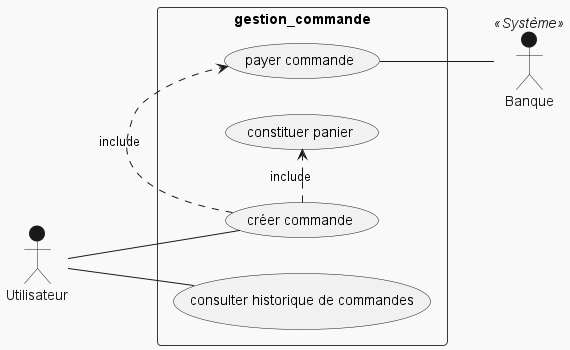 gestion_commande
«Système»
payer commande
Banque
constituer panier
include
include
créer commande
Utilisateur
consulter historique de commandes